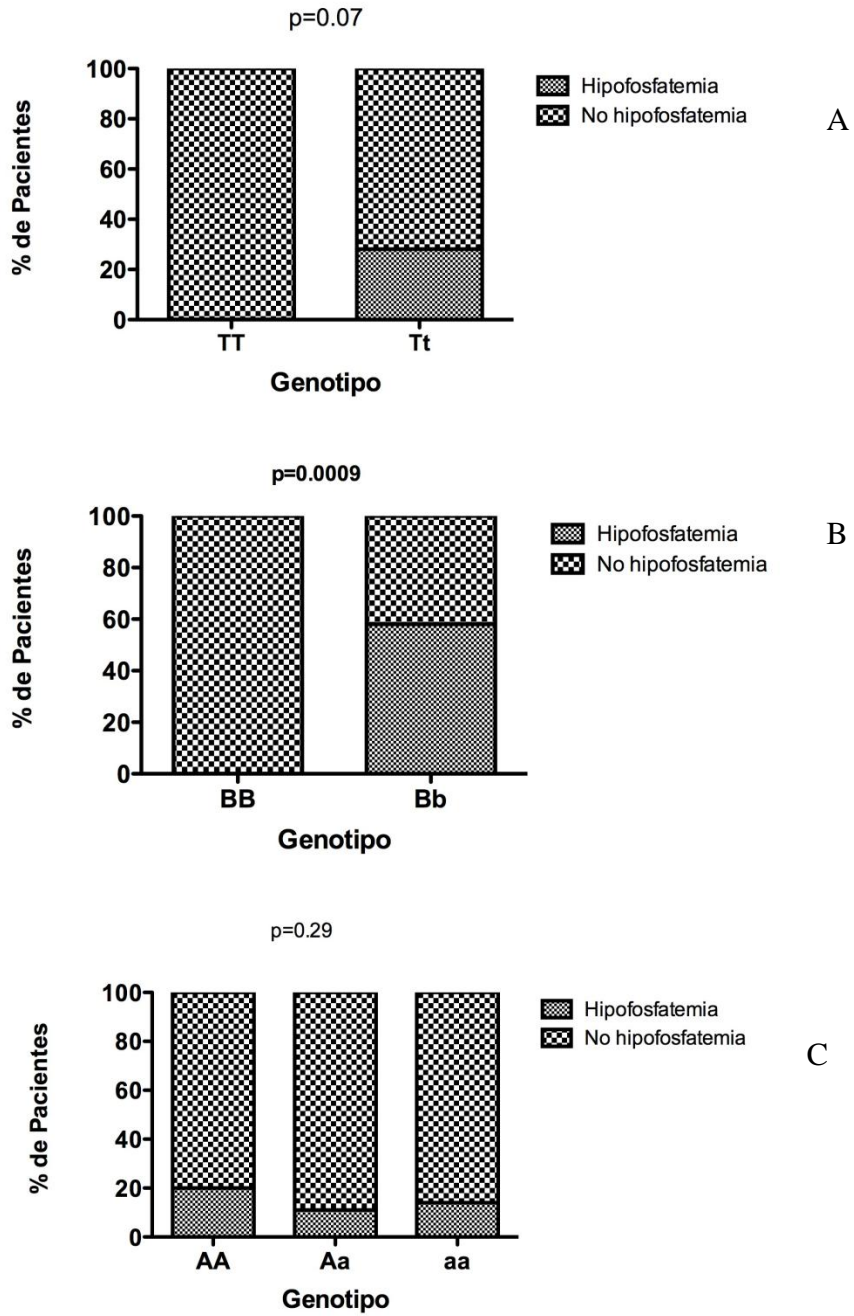 p=0.07
100
80
60
40
20
0
% de Pacientes
TT
Tt
Genotipo
Hipofosfatemia
No hipofosfatemia
A
p=0.0009
100
80
60
40
20
0
% de Pacientes
BB
Bb
Genotipo
Hipofosfatemia
No hipofosfatemia
B
p=0.29
100
80
60
40
20
0
% de Pacientes
AA
Aa
aa
Genotipo
Hipofosfatemia
No hipofosfatemia
C